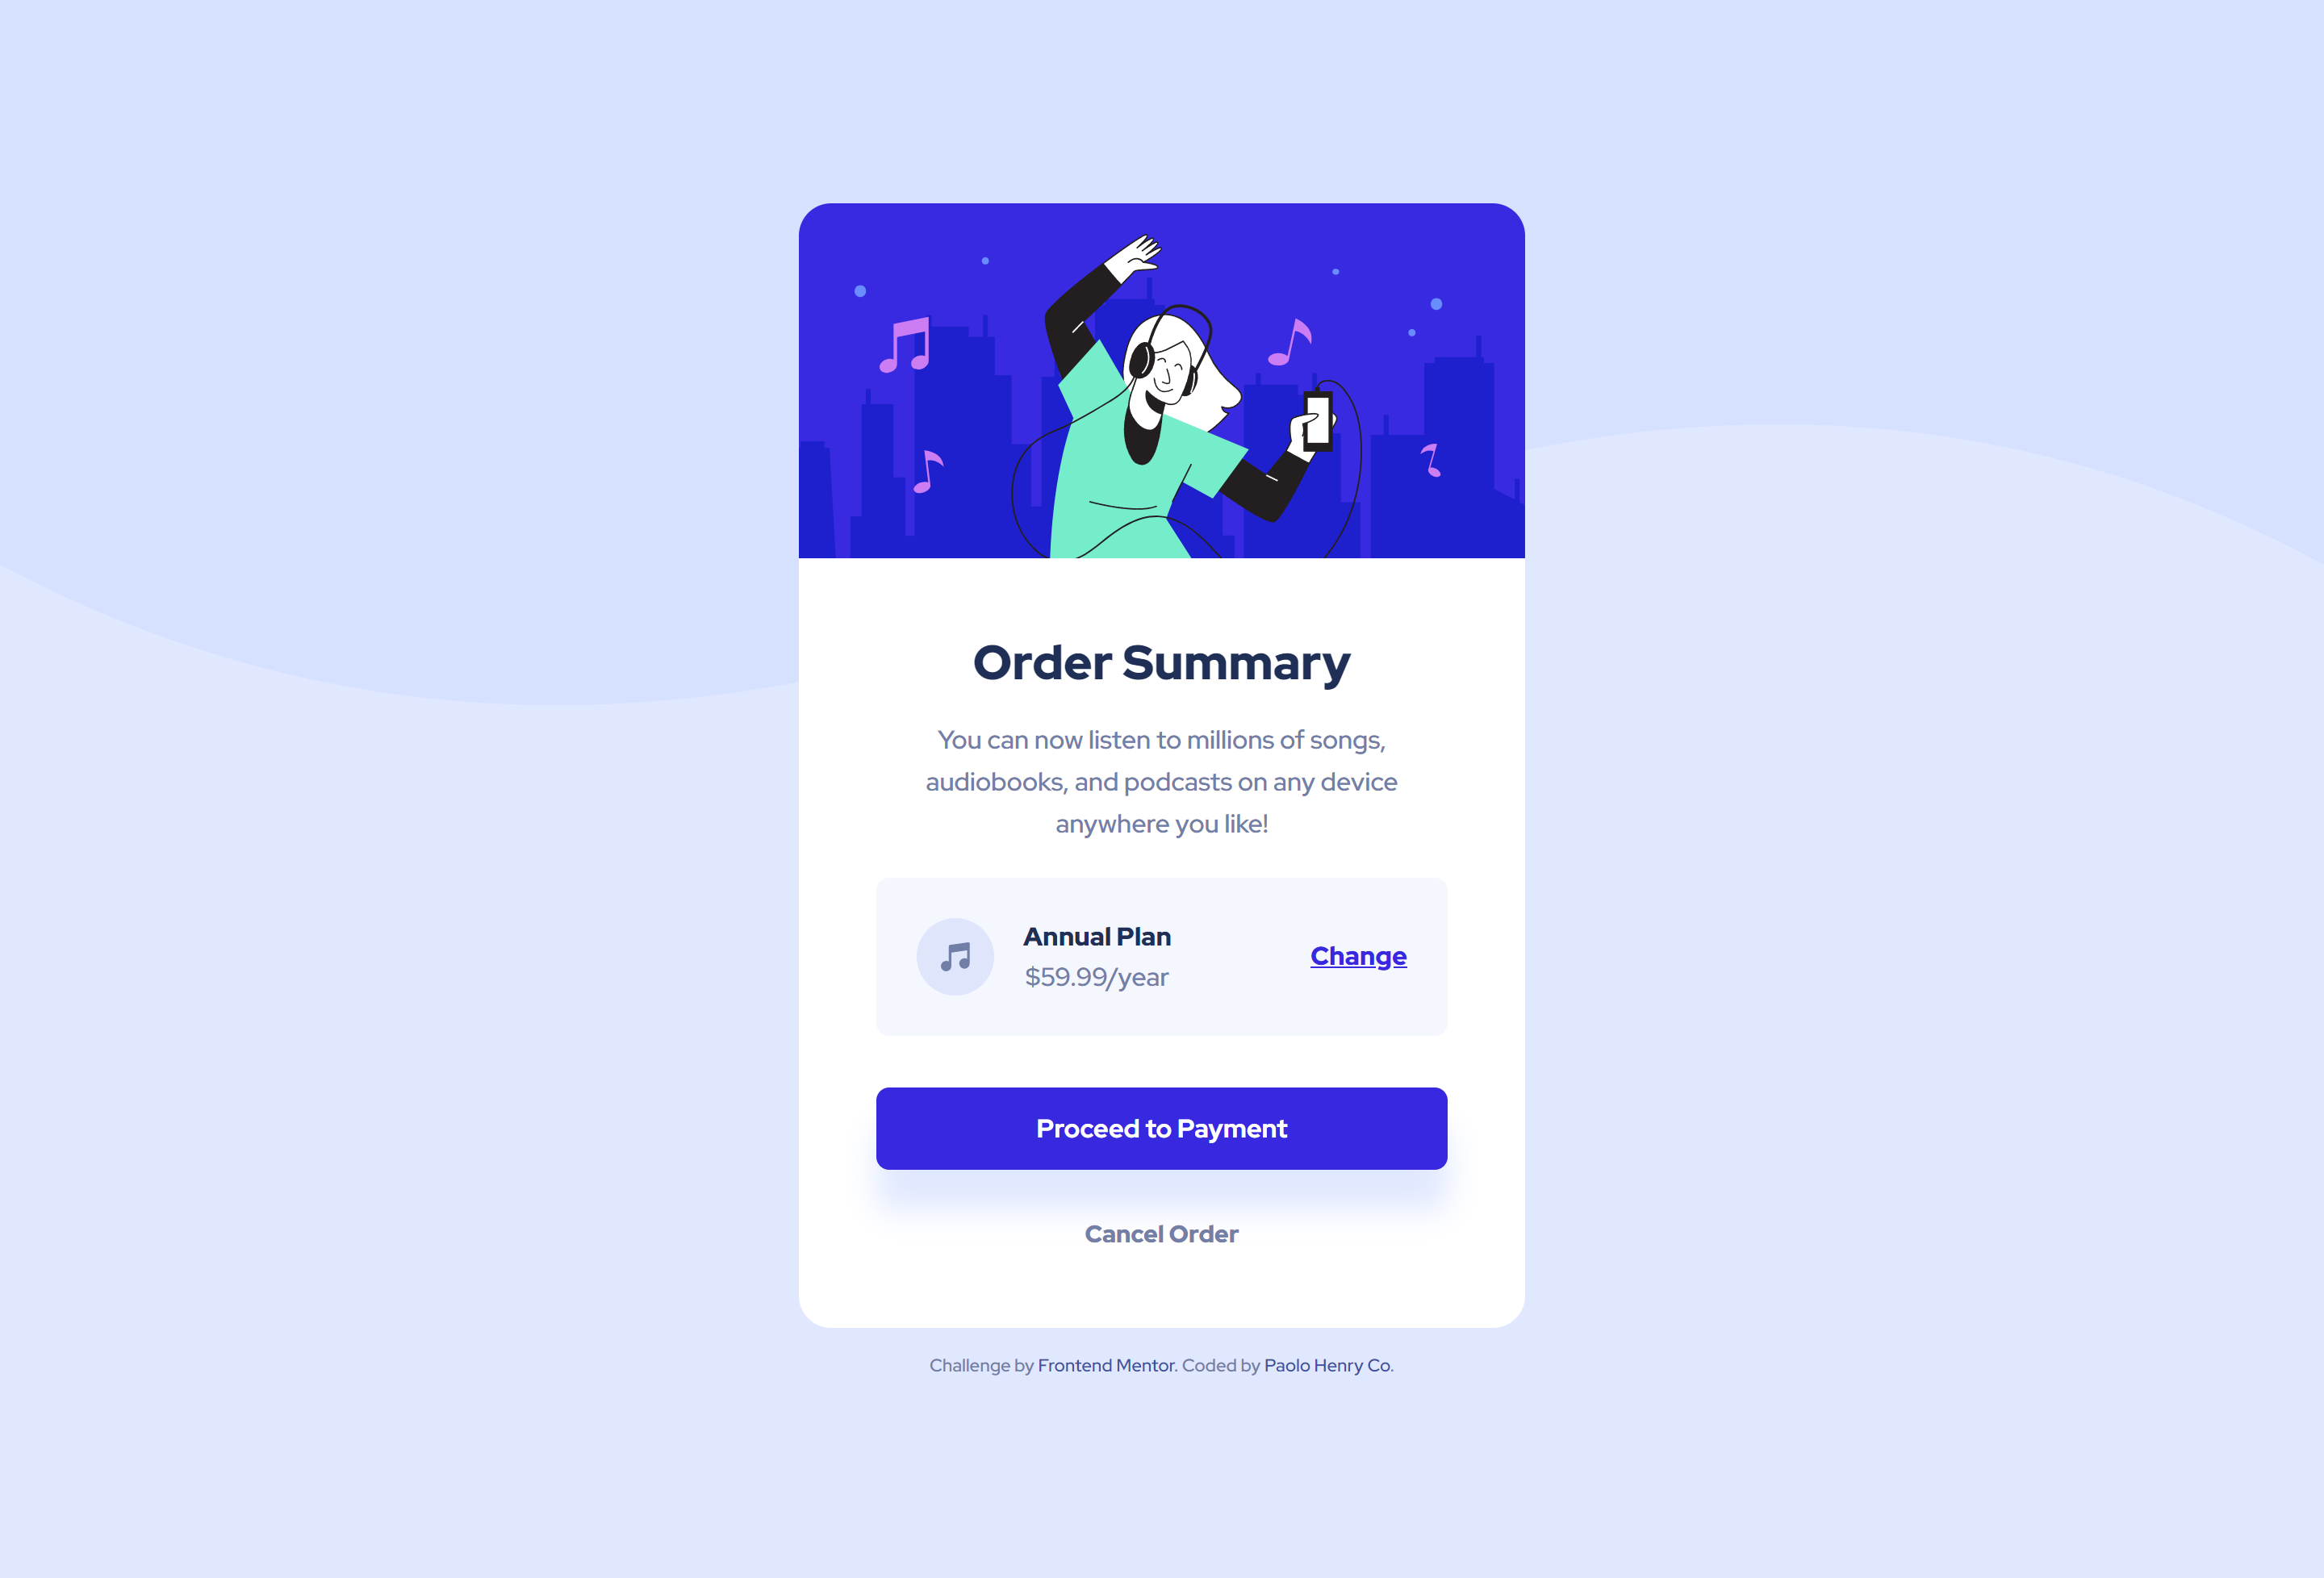 Order Summary
You can now listen to millions of songs,
audiobooks, and podcasts on any device
anywhere you like!
Annual Plan
$59.99/year
Change
Proceed to Payment
Cancel Order
Challenge by Frontend Mentor. Coded by Paolo Henry Co.